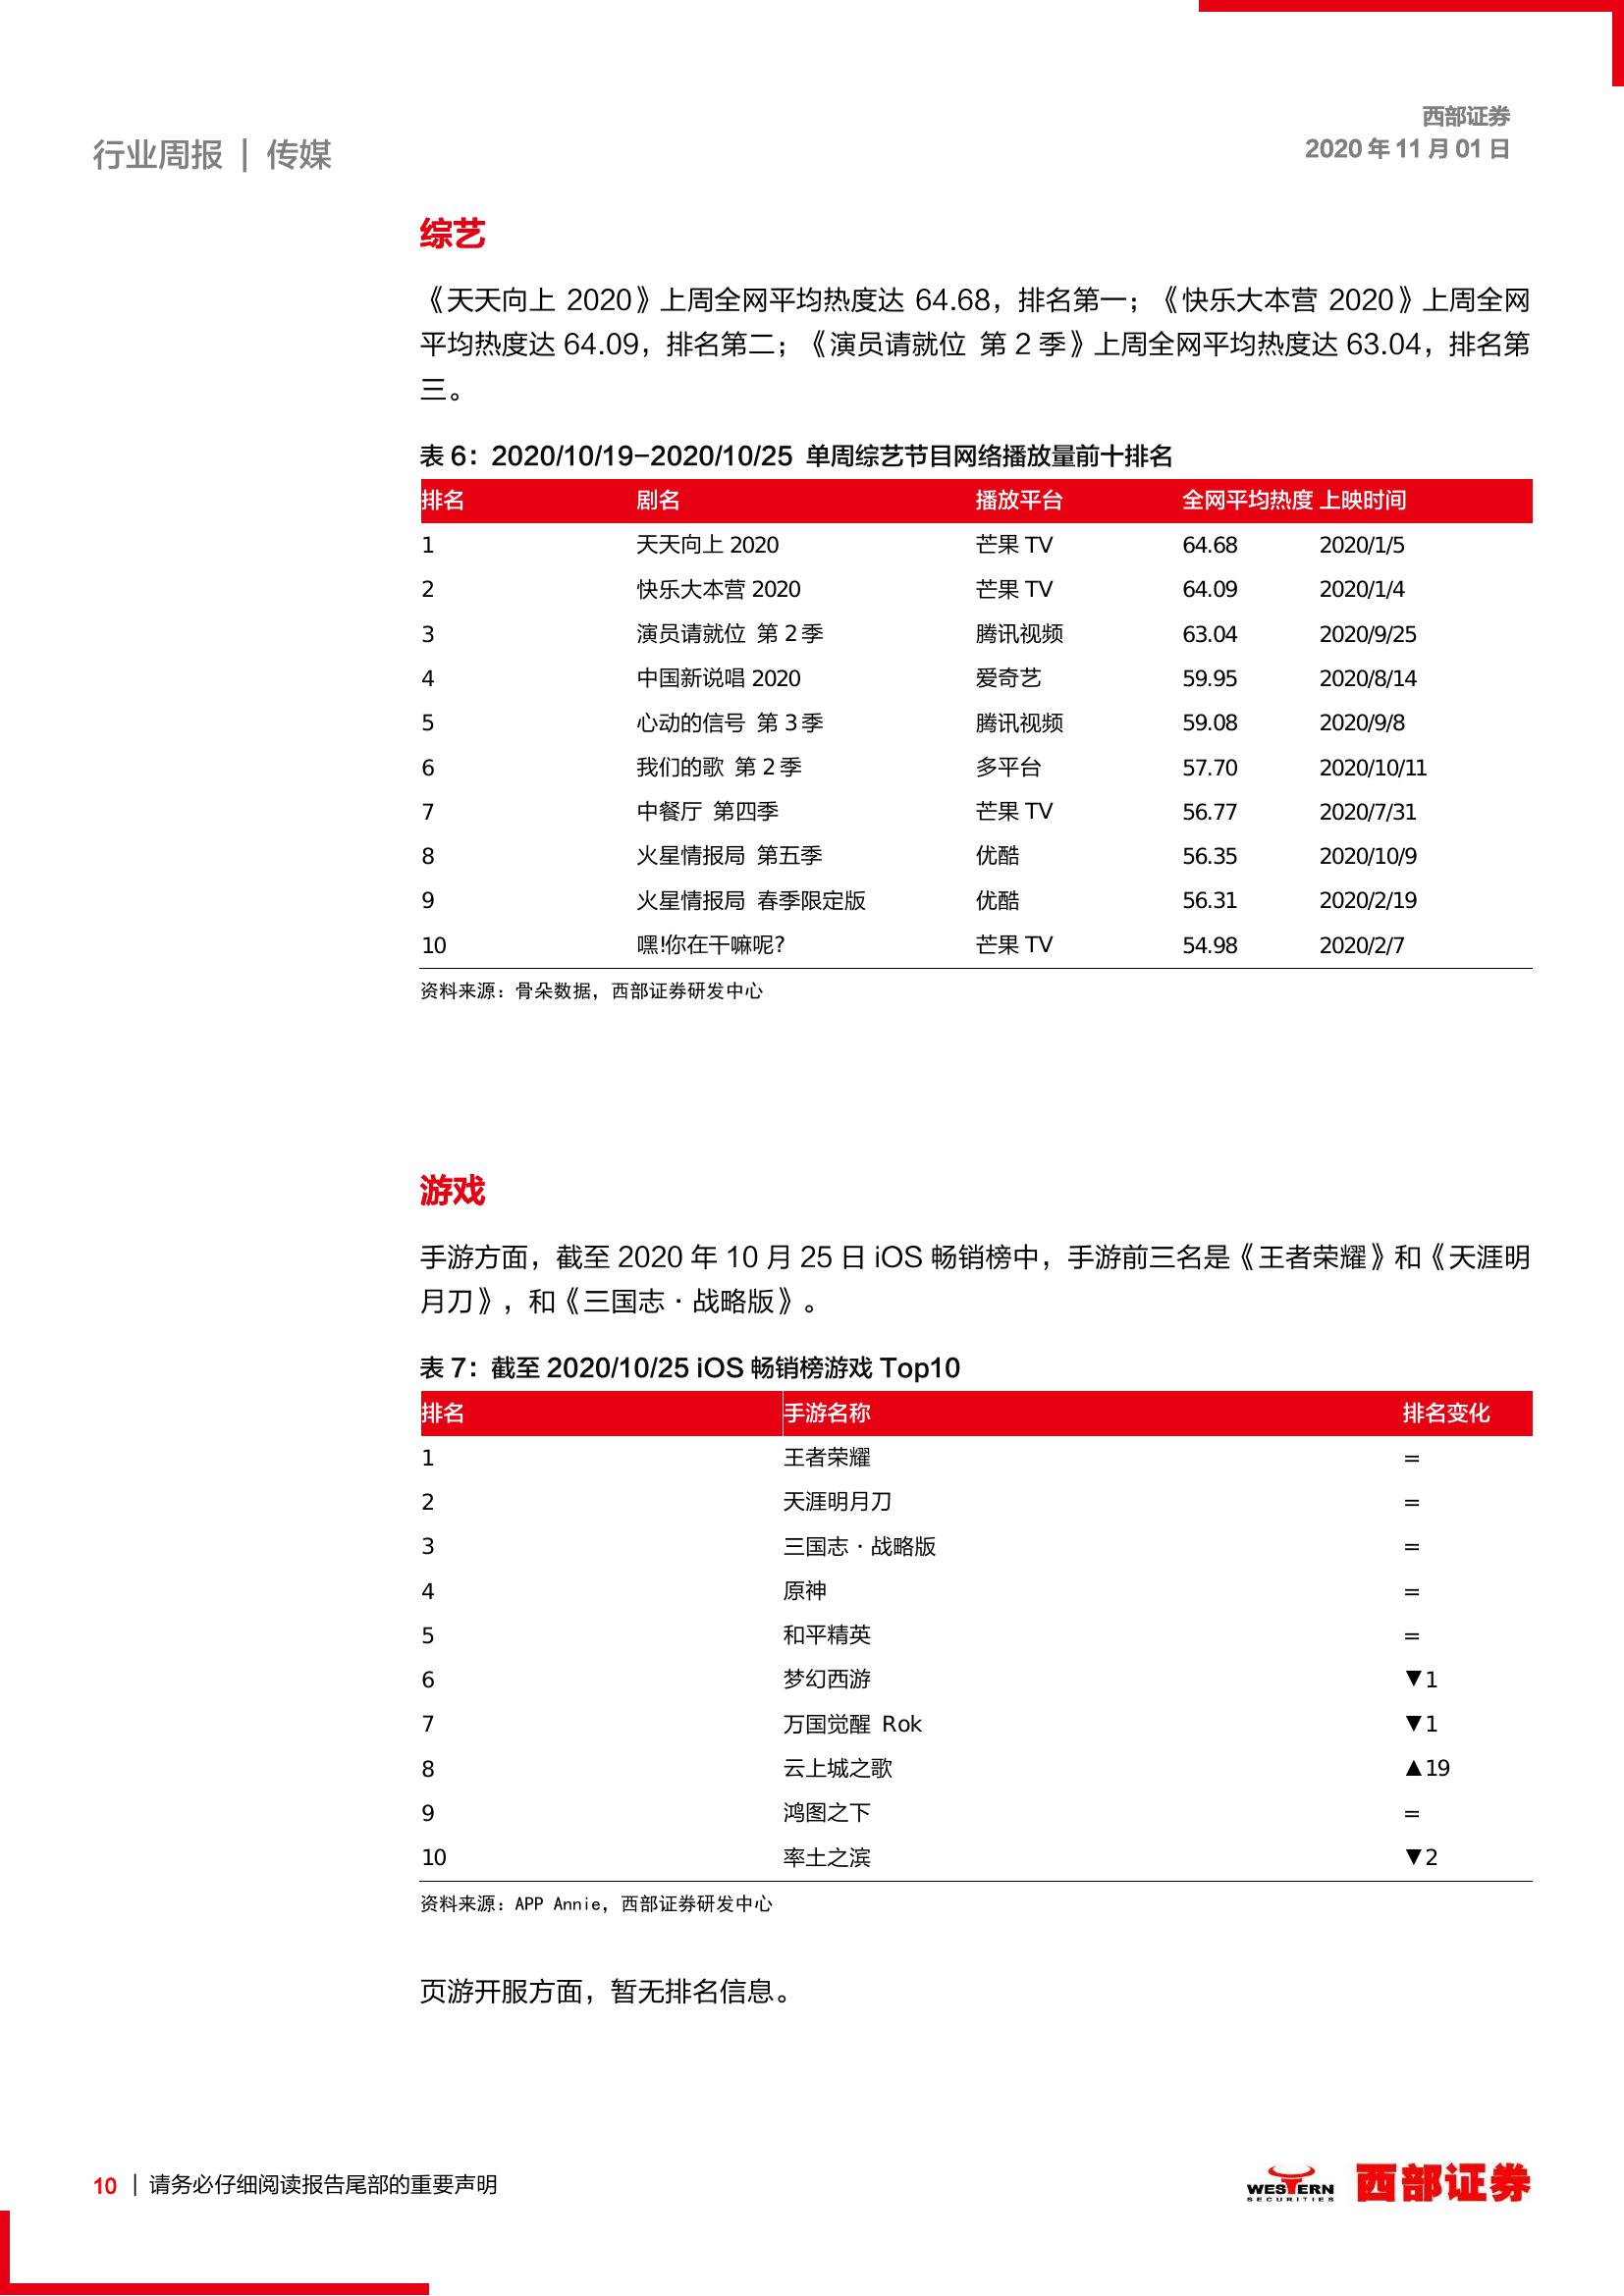 西部证券
行业周报 | 传媒
2020 年 11 月 01 日
综艺
《天天向上 2020》上周全网平均热度达 64.68，排名第一；《快乐大本营 2020》上周全网
平均热度达 64.09，排名第二；《演员请就位 第 2 季》上周全网平均热度达 63.04，排名第
三。
表 6：2020/10/19-2020/10/25 单周综艺节目网络播放量前十排名
排名 剧名 播放平台 全网平均热度 上映时间
1 天天向上 2020 芒果 TV 64.68 2020/1/5
2 快乐大本营 2020 芒果 TV 64.09 2020/1/4
3 演员请就位 第 2 季 腾讯视频 63.04 2020/9/25
4 中国新说唱 2020 爱奇艺 59.95 2020/8/14
5 心动的信号 第 3 季 腾讯视频 59.08 2020/9/8
6 我们的歌 第 2 季 多平台 57.70 2020/10/11
7 中餐厅 第四季 芒果 TV 56.77 2020/7/31
8 火星情报局 第五季 优酷 56.35 2020/10/9
9 火星情报局 春季限定版 优酷 56.31 2020/2/19
10 嘿!你在干嘛呢? 芒果 TV 54.98 2020/2/7
资料来源：骨朵数据，西部证券研发中心
游戏
手游方面，截至 2020 年 10 月 25 日 iOS 畅销榜中，手游前三名是《王者荣耀》和《天涯明
月刀》，和《三国志·战略版》。
表 7：截至 2020/10/25 iOS 畅销榜游戏 Top10
排名 手游名称 排名变化
1 王者荣耀 =
2 天涯明月刀 =
3 三国志·战略版 =
4 原神 =
5 和平精英 =
6 梦幻西游 ▼1
7 万国觉醒 Rok ▼1
8 云上城之歌 ▲19
9 鸿图之下 =
10 率土之滨 ▼2
资料来源：APP Annie，西部证券研发中心
页游开服方面，暂无排名信息。
10 | 请务必仔细阅读报告尾部的重要声明
WESTERN
SECURITIES
西部证券